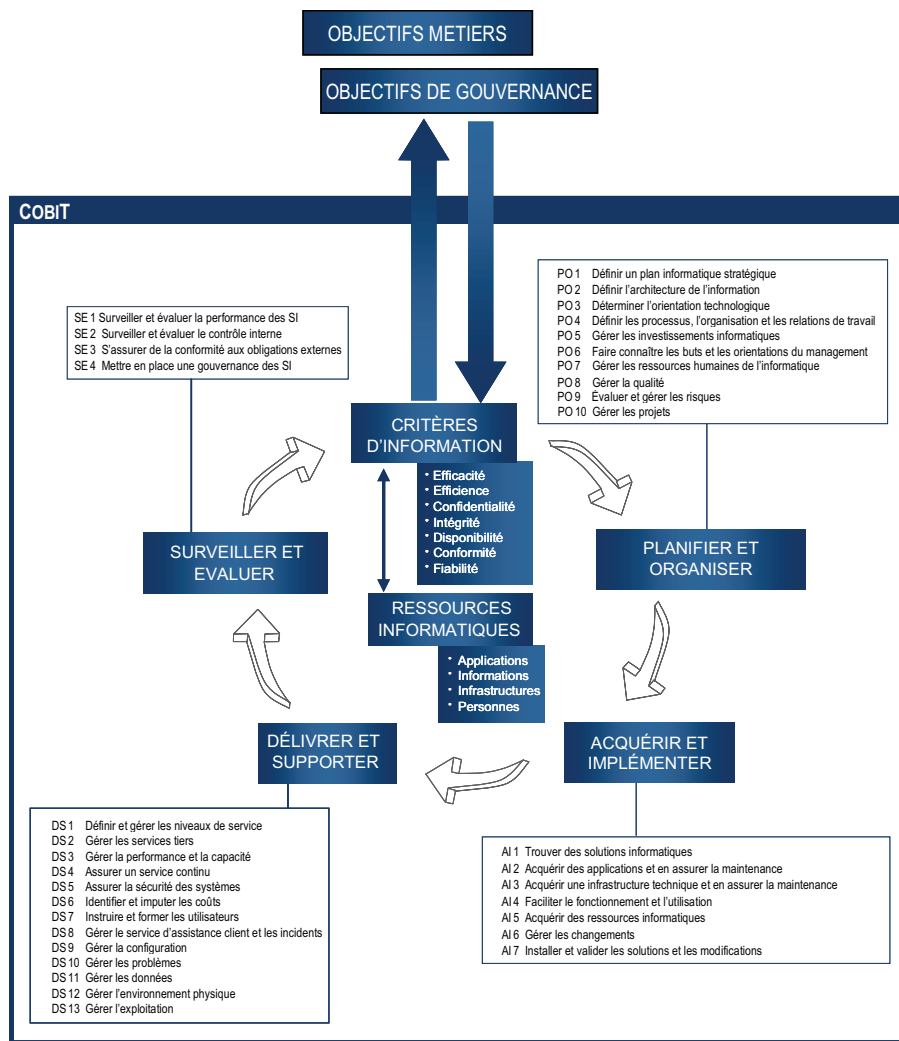 OBJECTIFS METIERS
OBJECTIFS DE GOUVERNANCE
COBIT
SE 1 Surveiller et évaluer la performance des SI
SE 2 Surveiller et évaluer le contrôle interne
SE 3 S'assurer de la conformité aux obligations externes
SE 4 Mettre en place une gouvernance des SI
PO 1 Définir un plan informatique stratégique
PO 2 Définir l'architecture de l'information
PO 3 Déterminer l'orientation technologique
PO 4 Définir les processus, l'organisation et les relations de travail
PO 5 Gérer les investissements informatiques
PO 6 Faire connaître les buts et les orientations du management
PO 7 Gérer les ressources humaines de l'informatique
PO 8 Gérer la qualité
PO 9 Évaluer et gérer les risques
PO 10 Gérer les projets
CRITÈRES
D'INFORMATION
• Efficacité
• Efficience
• Confidentialité
• Intégrité
• Disponibilité
• Conformité
• Fiabilité
SURVEILLER ET
EVALUER
PLANIFIER ET
ORGANISER
RESSOURCES
INFORMATIQUES
• Applications
• Informations
• Infrastructures
• Personnes
DÉLIVRER ET
SUPPORTER
ACQUÉRIR ET
IMPLÉMENTER
DS 1 Définir et gérer les niveaux de service
DS 2 Gérer les services tiers
DS 3 Gérer la performance et la capacité
DS 4 Assurer un service continu
DS 5 Assurer la sécurité des systèmes
DS 6 Identifier et imputer les coûts
DS 7 Instruire et former les utilisateurs
DS 8 Gérer le service d'assistance client et les incidents
DS 9 Gérer la configuration
DS 10 Gérer les problèmes
DS 11 Gérer les données
DS 12 Gérer l'environnement physique
DS 13 Gérer l'exploitation
AI 1 Trouver des solutions informatiques
AI 2 Acquérir des applications et en assurer la maintenance
AI 3 Acquérir une infrastructure technique et en assurer la maintenance
AI 4 Faciliter le fonctionnement et l'utilisation
AI 5 Acquérir des ressources informatiques
AI 6 Gérer les changements
AI 7 Installer et valider les solutions et les modifications